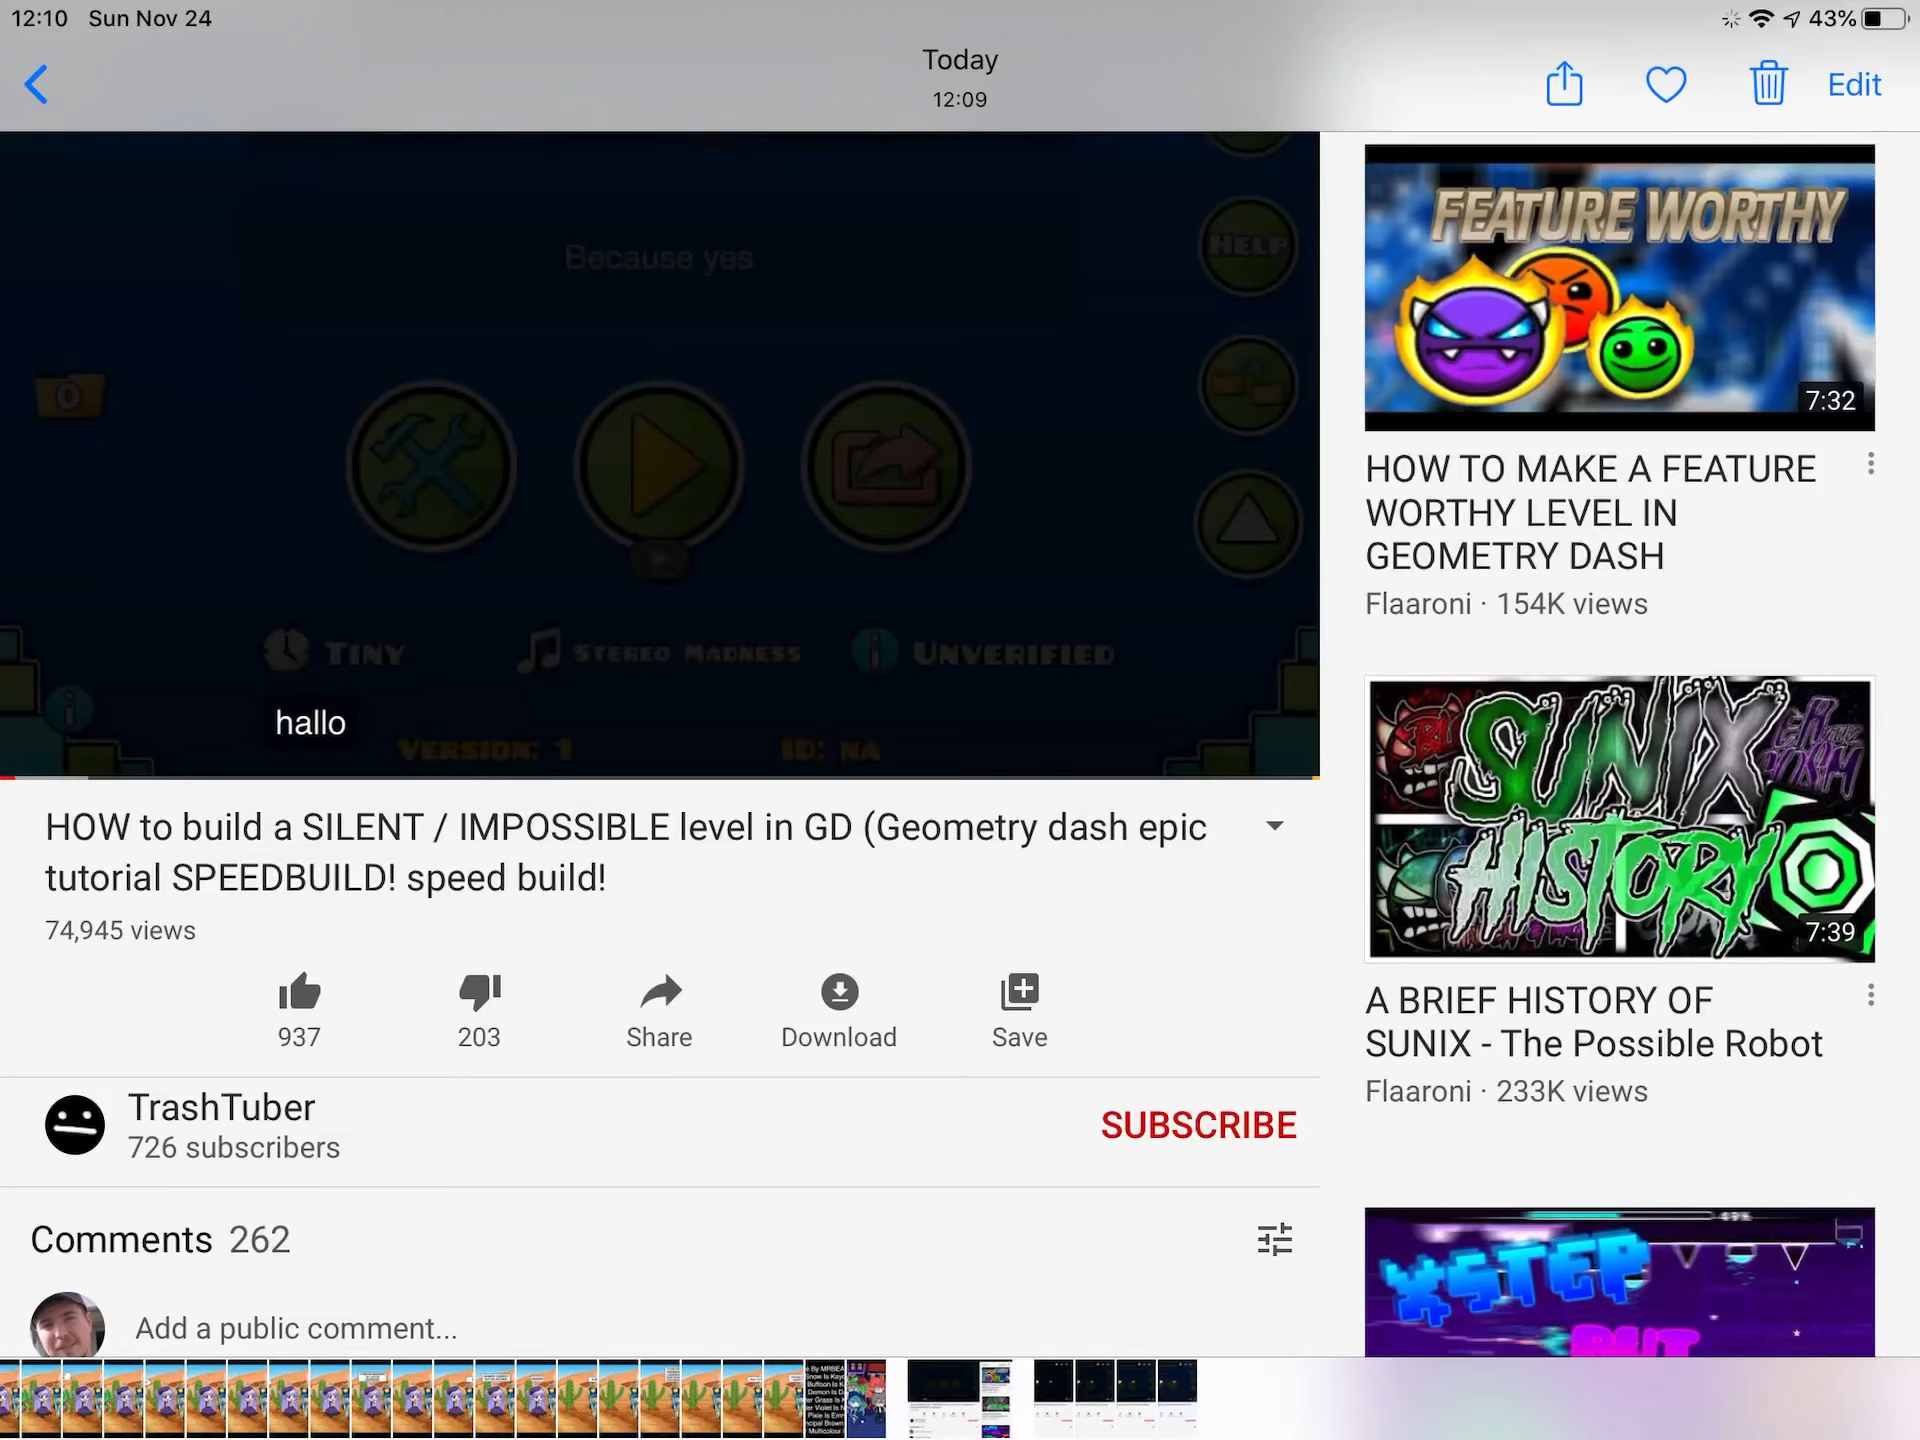 12:10 Sun Nov 24
43%
Today
12:09
Edit
Because yes
HELP
0
TINY
STEREO MADNESS
UNVERIFIED
hallo
VERSION: 1
ID: NA
HOW to build a SILENT / IMPOSSIBLE level in GD (Geometry dash epic
tutorial SPEEDBUILD! speed build!
74,945 views
937
203
Share
Download
Save
TrashTuber
726 subscribers
SUBSCRIBE
Comments 262
Add a public comment...
FEATURE WORTHY
7:32
HOW TO MAKE A FEATURE
WORTHY LEVEL IN
GEOMETRY DASH
Flaaroni · 154K views
SUNIX
HISTORY
7:39
A BRIEF HISTORY OF
SUNIX - The Possible Robot
Flaaroni · 233K views
49%
XSTEP
BUT